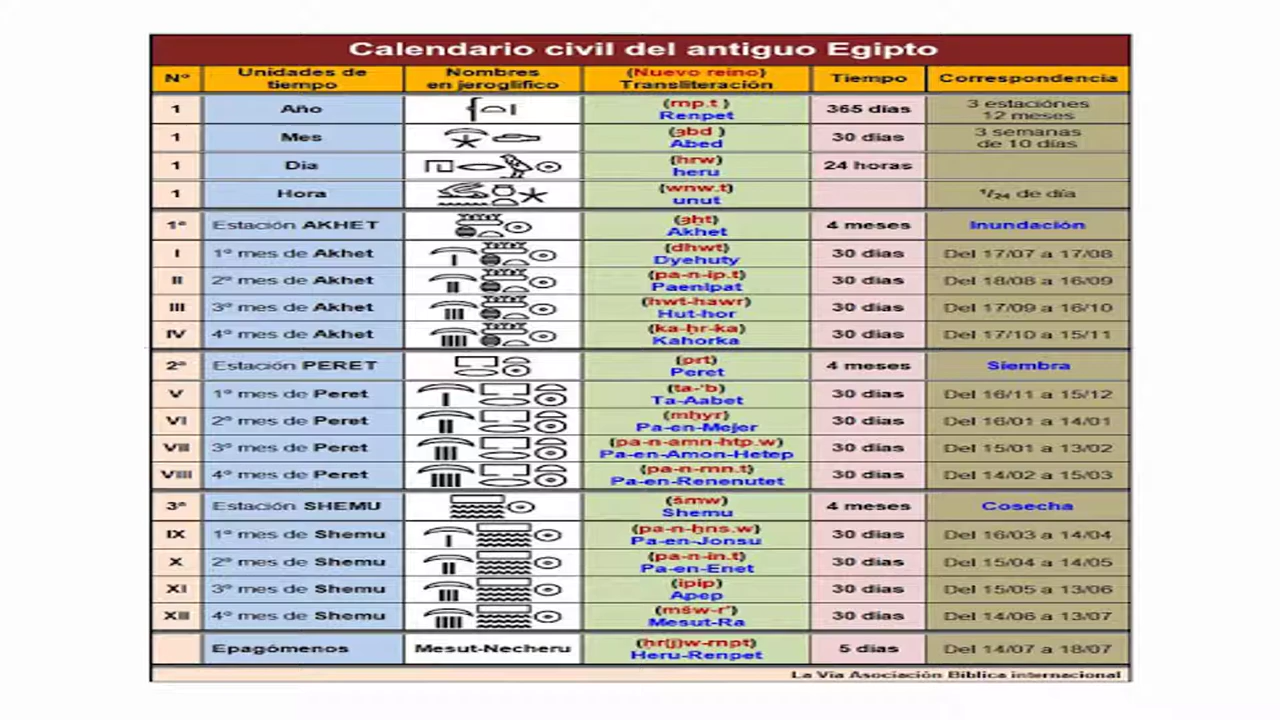 Calendario civil del antiguo Egipto
Nº Unidades de tiempo Nombres en jeroglífico (Nuevo reino) Transliteración Tiempo Correspondencia
1 Año (rnp.t ) Renpet 365 días 3 estaciónes 12 meses
1 Mes (ȝbd ) Abed 30 días 3 semanas de 10 días
1 Dia (hrw) heru 24 horas
1 Hora (wnw.t) unut ¹/₂₄ de día
1ª Estación AKHET (ȝḫt) Akhet 4 meses Inundación
I 1º mes de Akhet (dhwt) Dyehuty 30 días Del 17/07 a 17/08
II 2º mes de Akhet (pa-n-ip.t) PaenIpat 30 días Del 18/08 a 16/09
III 3º mes de Akhet (hwt-hawr) Hut-hor 30 días Del 17/09 a 16/10
IV 4º mes de Akhet (ka-ḥr-ka) Kahorka 30 días Del 17/10 a 15/11
2ª Estación PERET (prt) Peret 4 meses Siembra
V 1º mes de Peret (ta-'b) Ta-Aabet 30 días Del 16/11 a 15/12
VI 2º mes de Peret (mḫyr) Pa-en-Mejer 30 días Del 16/01 a 14/01
VII 3º mes de Peret (pa-n-amn-htp.w) Pa-en-Amon-Hetep 30 días Del 15/01 a 13/02
VIII 4º mes de Peret (pa-n-rnn.t) Pa-en-Renenutet 30 días Del 14/02 a 15/03
3ª Estación SHEMU (šmw) Shemu 4 meses Cosecha
IX 1º mes de Shemu (pa-n-ḫns.w) Pa-en-Jonsu 30 días Del 16/03 a 14/04
X 2º mes de Shemu (pa-n-in.t) Pa-en-Enet 30 días Del 15/04 a 14/05
XI 3º mes de Shemu (ipip) Apep 30 días Del 15/05 a 13/06
XII 4º mes de Shemu (mśw-r') Mesut-Ra 30 días Del 14/06 a 13/07
Epagómenos Mesut-Necheru (ḥr(j)w-rnpt) Heru-Renpet 5 días Del 14/07 a 18/07
La Vía Asociación Bíblica internacional